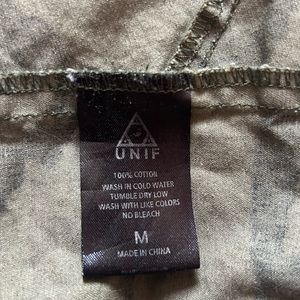 UNIF
100% COTTON
WASH IN COLD WATER
TUMBLE DRY LOW
WASH WITH LIKE COLORS
NO BLEACH
M
MADE IN CHINA